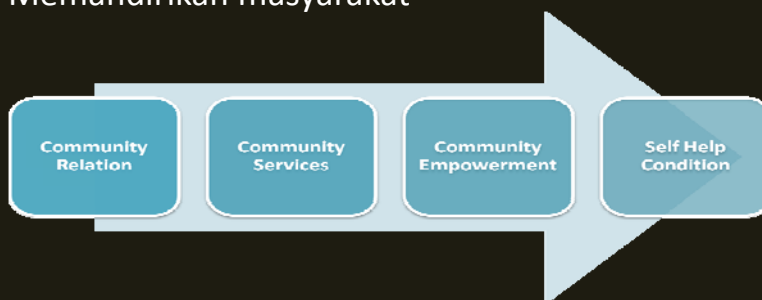 Memandirikan masyarakat
Community
Relation
Community
Services
Community
Empowerment
Self Help
Condition